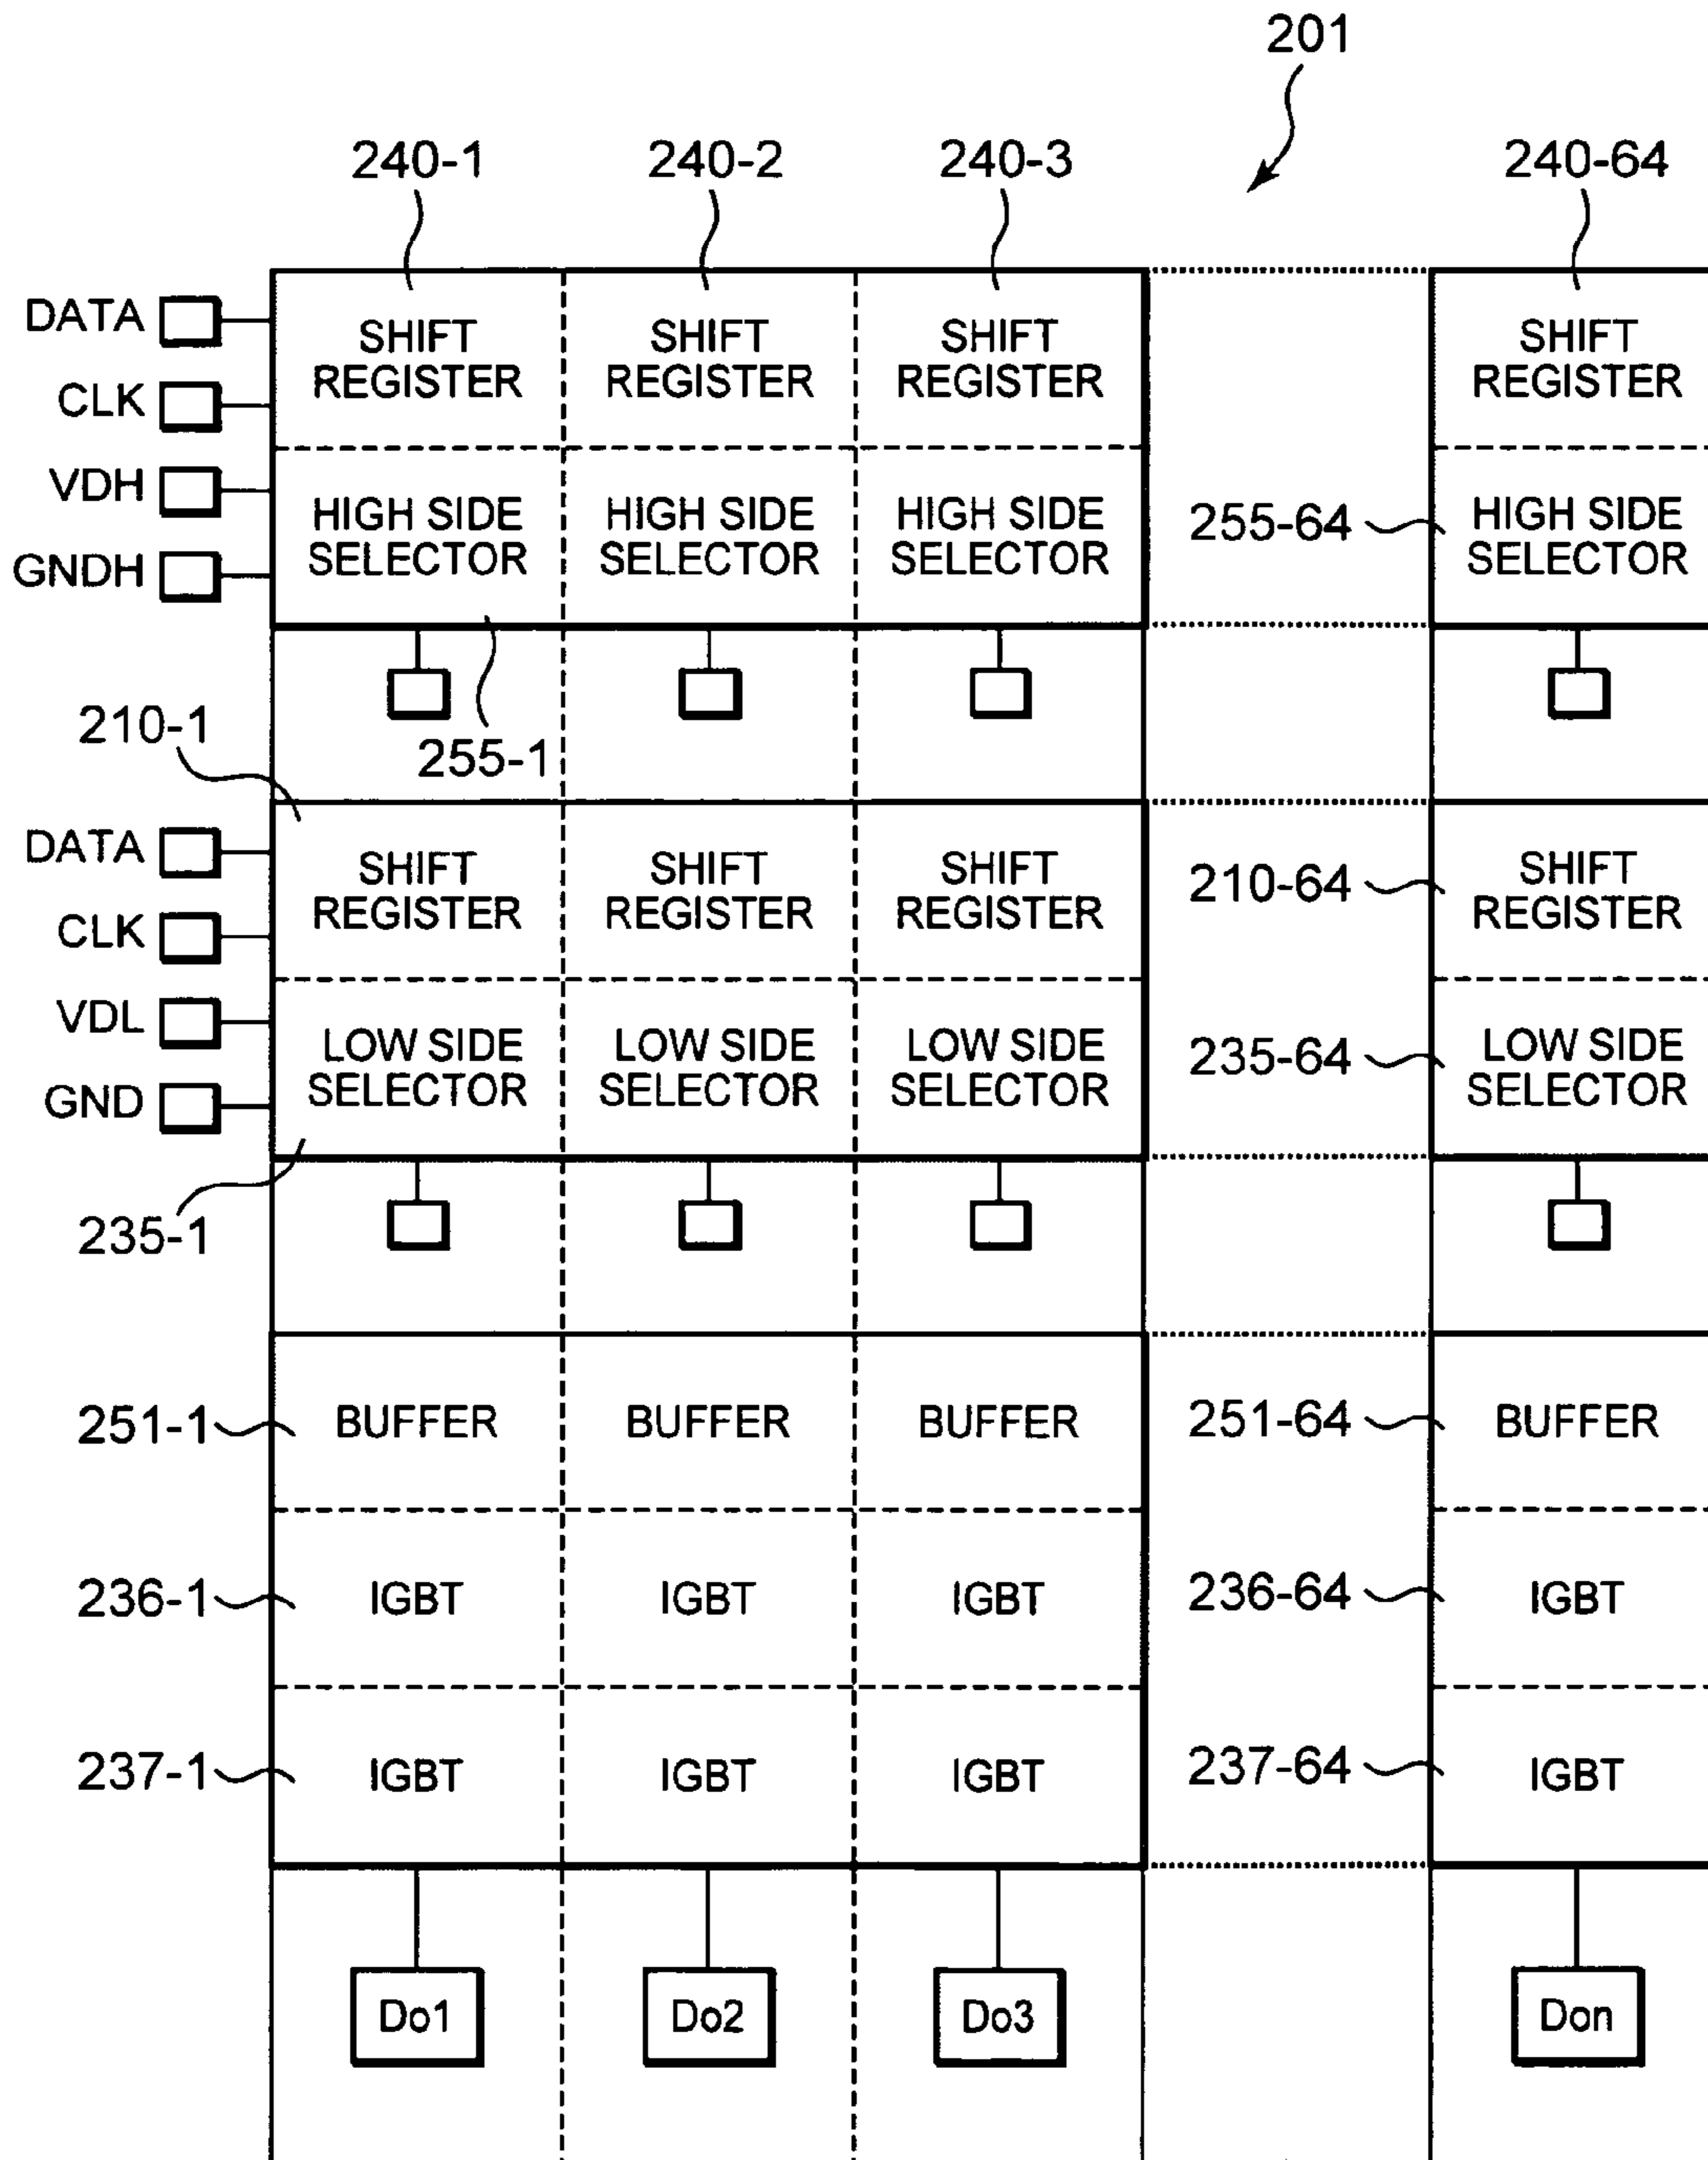 201
240-1 240-2 240-3 240-64
DATA
SHIFT REGISTER SHIFT REGISTER SHIFT REGISTER SHIFT REGISTER
CLK
VDH
HIGH SIDE SELECTOR HIGH SIDE SELECTOR HIGH SIDE SELECTOR 255-64 HIGH SIDE SELECTOR
GNDH
210-1
255-1
DATA
SHIFT REGISTER SHIFT REGISTER SHIFT REGISTER 210-64 SHIFT REGISTER
CLK
VDL
LOW SIDE SELECTOR LOW SIDE SELECTOR LOW SIDE SELECTOR 235-64 LOW SIDE SELECTOR
GND
235-1
251-1 BUFFER BUFFER BUFFER 251-64 BUFFER
236-1 IGBT IGBT IGBT 236-64 IGBT
237-1 IGBT IGBT IGBT 237-64 IGBT
Do1 Do2 Do3 Don